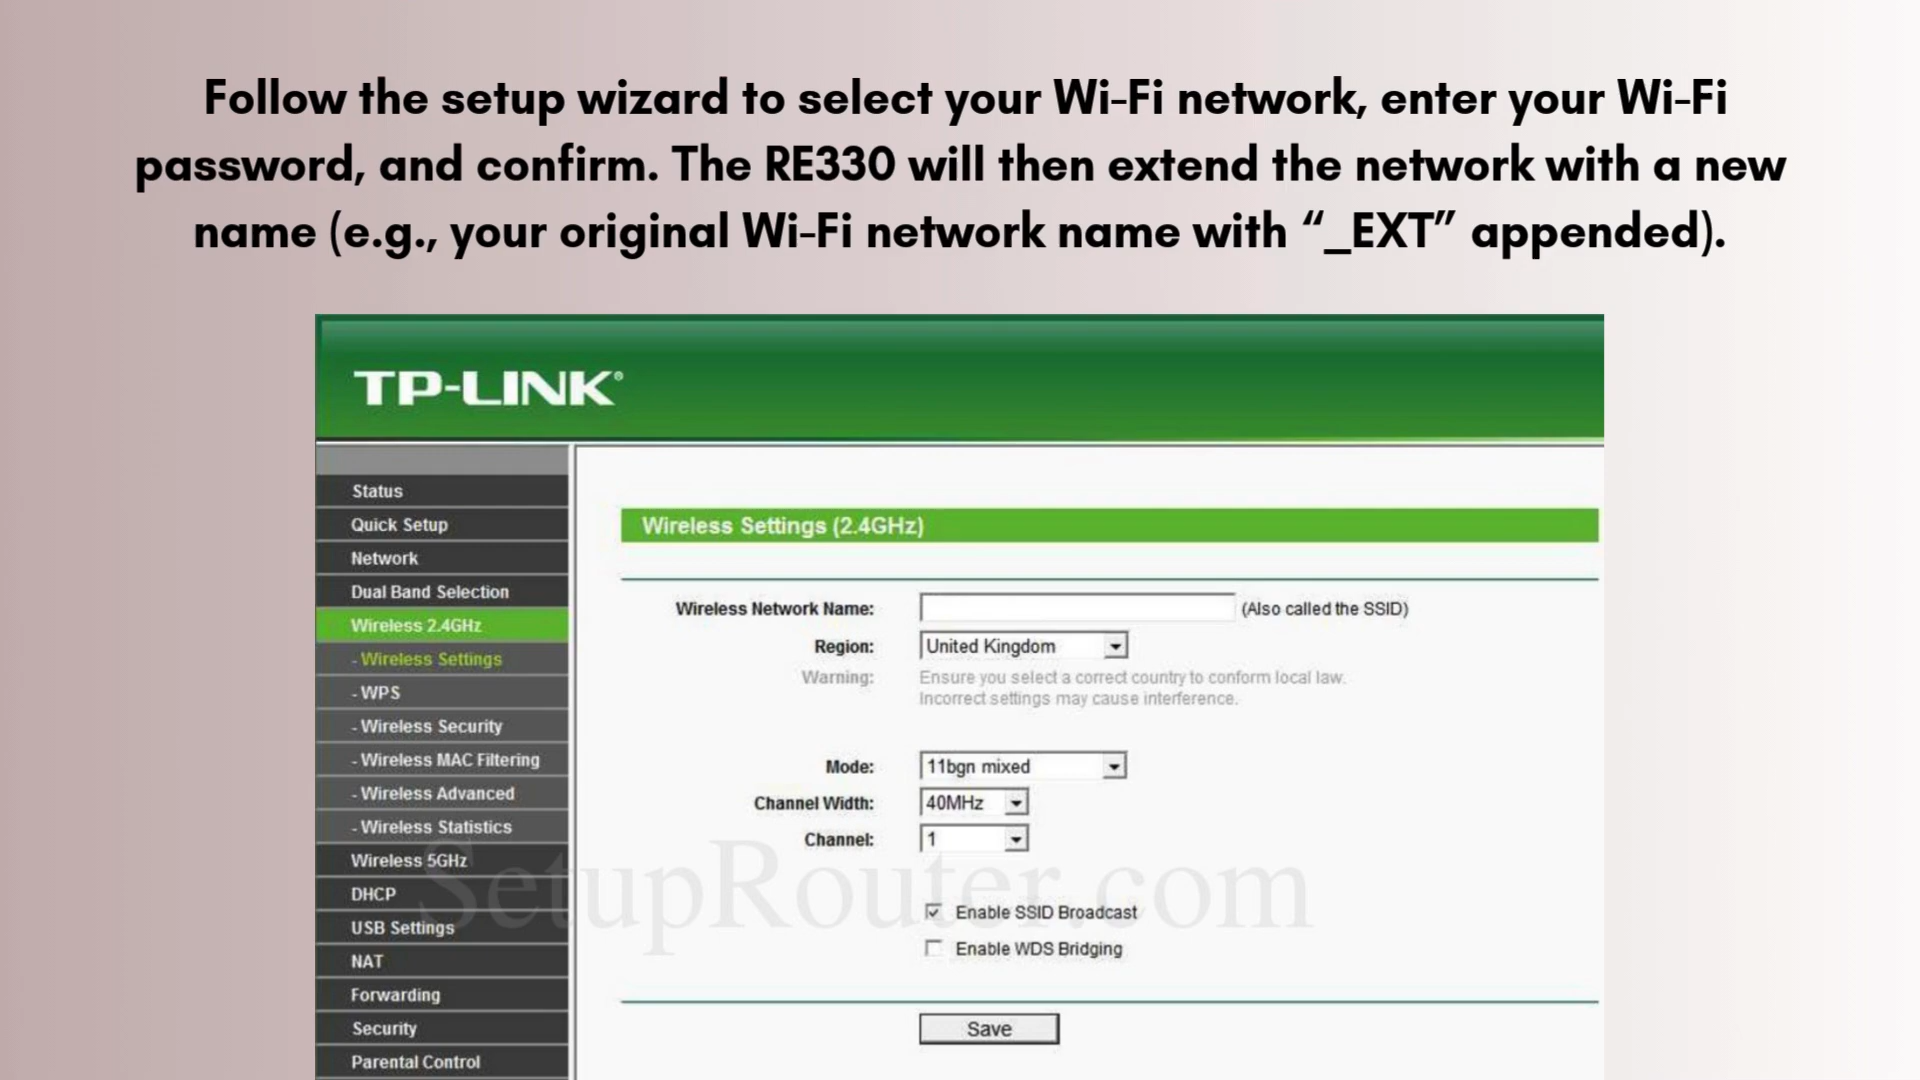 Follow the setup wizard to select your Wi-Fi network, enter your Wi-Fi
password, and confirm. The RE330 will then extend the network with a new
name (e.g., your original Wi-Fi network name with “_EXT” appended).
TP-LINK®
Status
Quick Setup
Network
Dual Band Selection
Wireless 2.4GHz
- Wireless Settings
- WPS
- Wireless Security
- Wireless MAC Filtering
- Wireless Advanced
- Wireless Statistics
Wireless 5GHz
DHCP
USB Settings
NAT
Forwarding
Security
Parental Control
Wireless Settings (2.4GHz)
Wireless Network Name: (Also called the SSID)
Region: United Kingdom
Warning: Ensure you select a correct country to conform local law.
Incorrect settings may cause interference.
Mode: 11bgn mixed
Channel Width: 40MHz
Channel: 1
Enable SSID Broadcast
Enable WDS Bridging
Save
SetupRouter.com